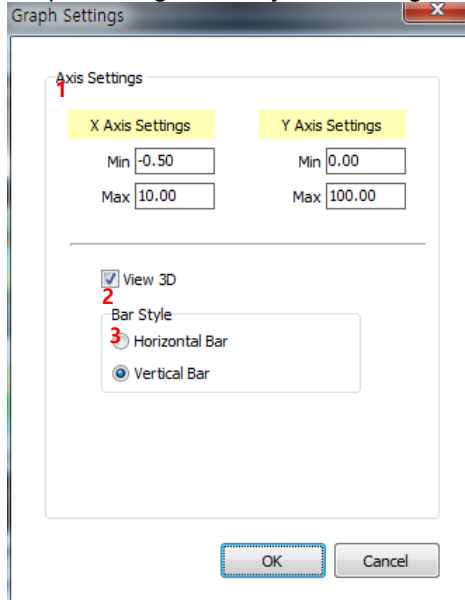 Graph Settings
x
Axis Settings
1
X Axis Settings Y Axis Settings
Min -0.50 Min 0.00
Max 10.00 Max 100.00
View 3D
2
Bar Style
3
Horizontal Bar
Vertical Bar
OK Cancel